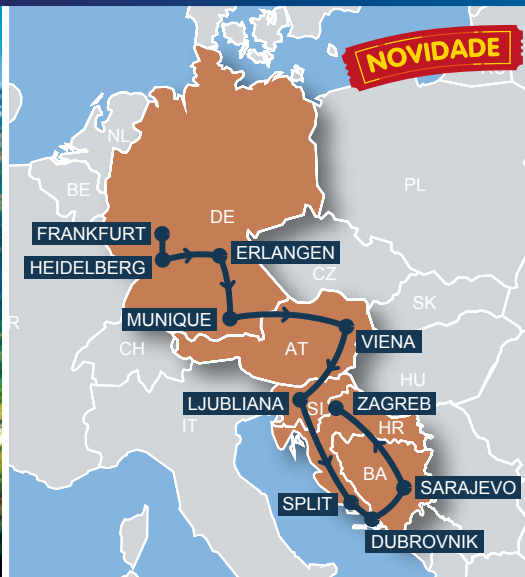 NOVIDADE
NL
BE
PL
DE
FRANKFURT
HEIDELBERG
ERLANGEN
CZ
SK
MUNIQUE
VIENA
CH
AT
HU
LJUBLIANA
SI
ZAGREB
IT
HR
BA
SARAJEVO
SPLIT
DUBROVNIK